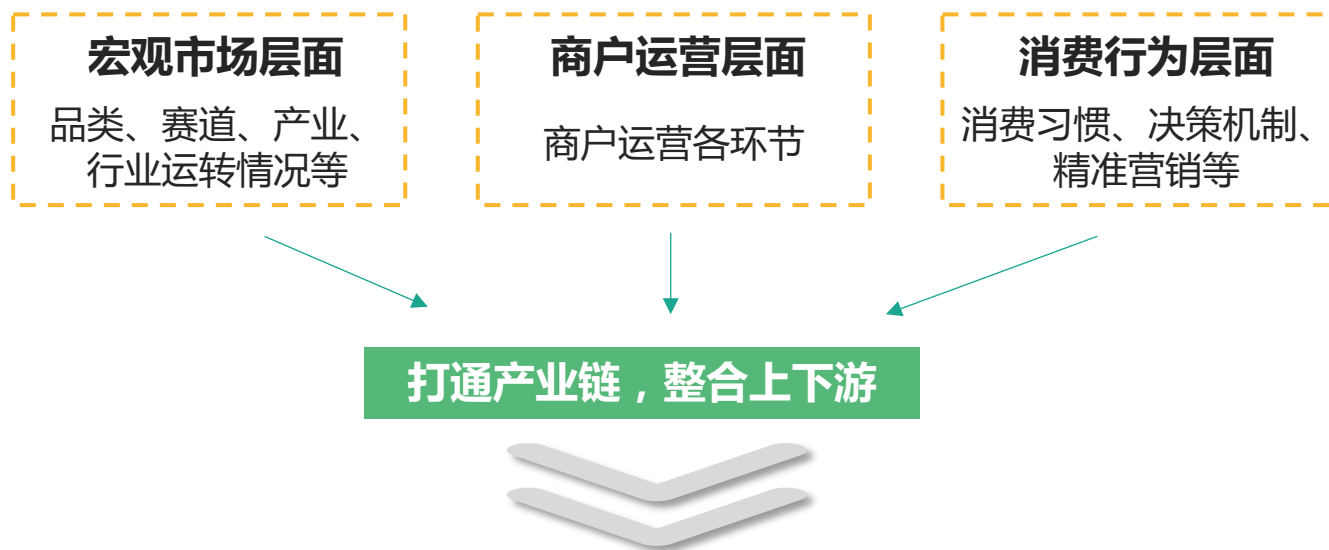 宏观市场层面
品类、赛道、产业、
行业运转情况等
商户运营层面
商户运营各环节
消费行为层面
消费习惯、决策机制、
精准营销等
打通产业链，整合上下游